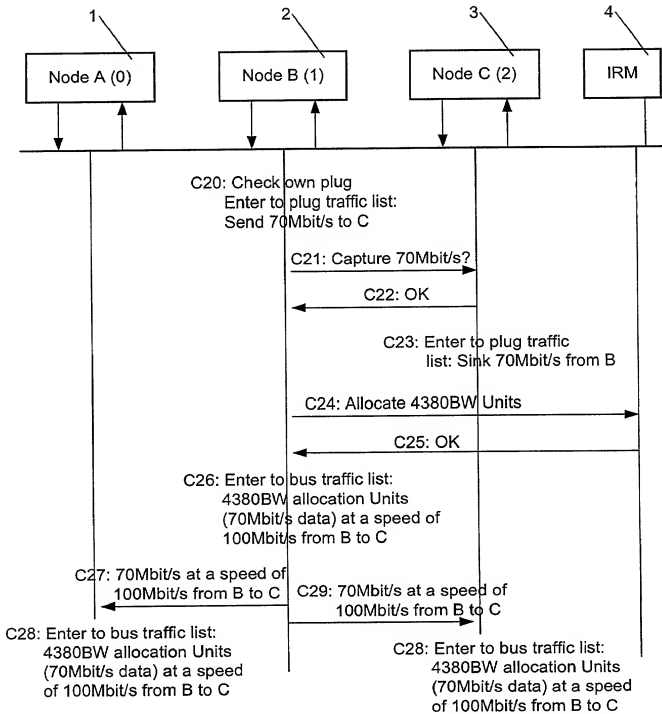 1
2
3
4
Node A (0)
Node B (1)
Node C (2)
IRM
C20: Check own plug
Enter to plug traffic list:
Send 70Mbit/s to C
C21: Capture 70Mbit/s?
C22: OK
C23: Enter to plug traffic
list: Sink 70Mbit/s from B
C24: Allocate 4380BW Units
C25: OK
C26: Enter to bus traffic list:
4380BW allocation Units
(70Mbit/s data) at a speed of
100Mbit/s from B to C
C27: 70Mbit/s at a speed of
100Mbit/s from B to C
C29: 70Mbit/s at a speed of
100Mbit/s from B to C
C28: Enter to bus traffic list:
4380BW allocation Units
(70Mbit/s data) at a speed
of 100Mbit/s from B to C
C28: Enter to bus traffic list:
4380BW allocation Units
(70Mbit/s data) at a speed
of 100Mbit/s from B to C